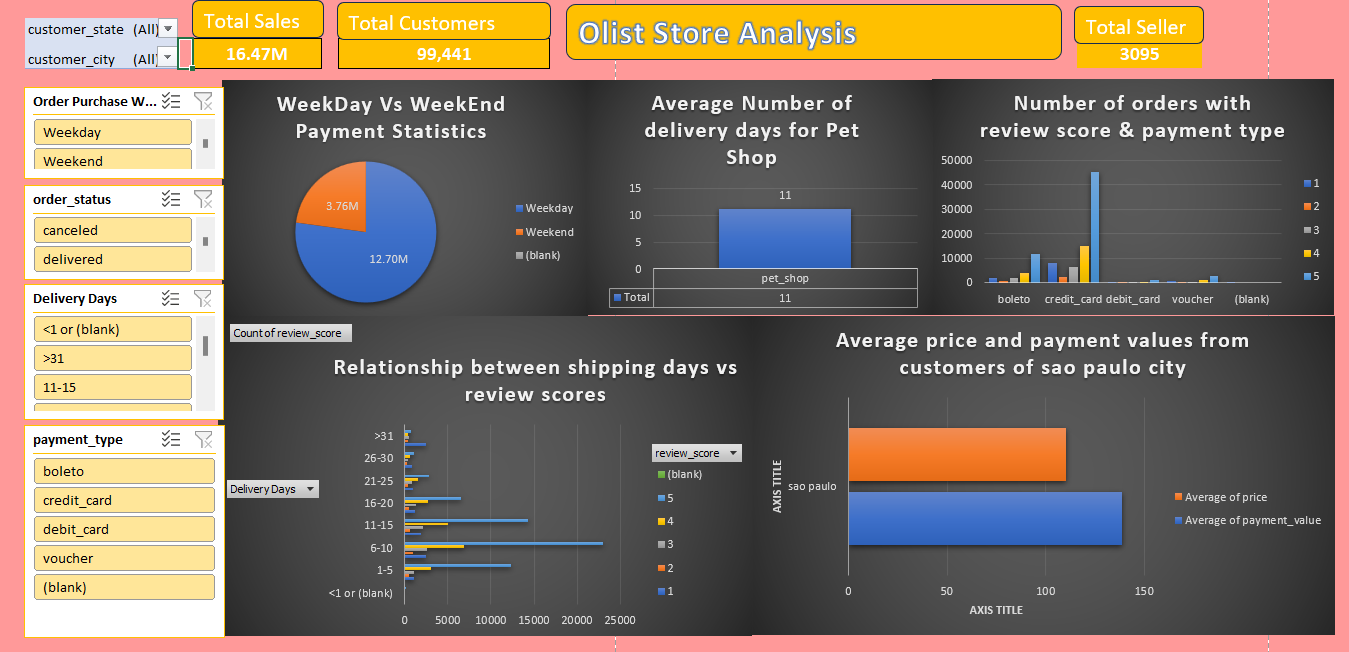 customer_state (All)
customer_city (All)
Total Sales
16.47M
Total Customers
99,441
Olist Store Analysis
Total Seller
3095
Order Purchase W...
Weekday
Weekend
order_status
canceled
delivered
Delivery Days
<1 or (blank)
>31
11-15
payment_type
boleto
credit_card
debit_card
voucher
(blank)
WeekDay Vs WeekEnd
Payment Statistics
3.76M
12.70M
Weekday
Weekend
(blank)
Average Number of
delivery days for Pet
Shop
15
10
5
0
11
pet_shop
Total 11
Number of orders with
review score & payment type
50000
40000
30000
20000
10000
0
boleto credit_card debit_card voucher (blank)
1
2
3
4
5
Count of review_score
Relationship between shipping days vs
review scores
Delivery Days
>31
26-30
21-25
16-20
11-15
6-10
1-5
<1 or (blank)
0 5000 10000 15000 20000 25000
review_score
(blank)
5
4
3
2
1
Average price and payment values from
customers of sao paulo city
AXIS TITLE
sao paulo
0 50 100 150
AXIS TITLE
Average of price
Average of payment_value